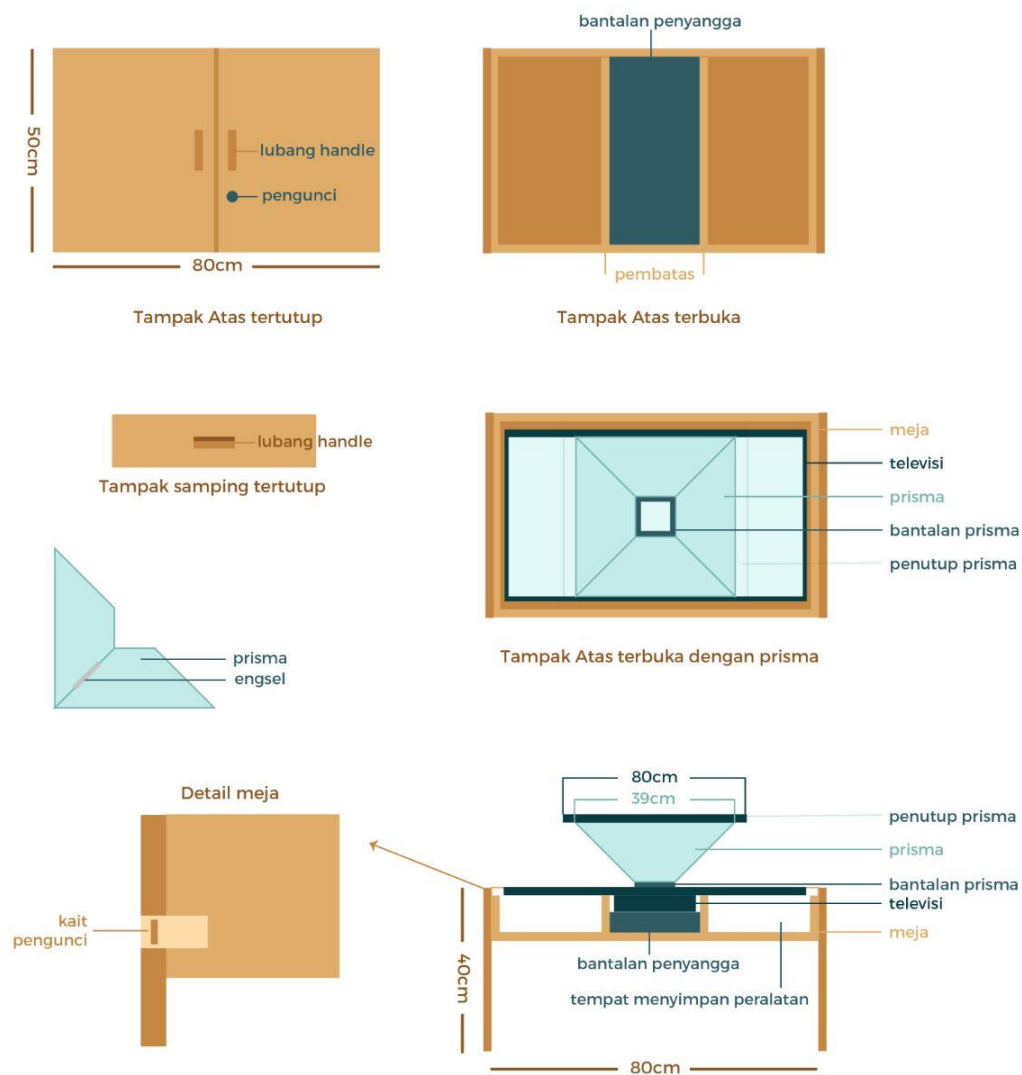 bantalan penyangga
50cm
lubang handle
pengunci
80cm
pembatas
Tampak Atas tertutup
Tampak Atas terbuka
lubang handle
Tampak samping tertutup
meja
televisi
prisma
bantalan prisma
penutup prisma
Tampak Atas terbuka dengan prisma
prisma
engsel
Detail meja
kait
pengunci
80cm
39cm
penutup prisma
prisma
bantalan prisma
televisi
meja
40cm
bantalan penyangga
tempat menyimpan peralatan
80cm